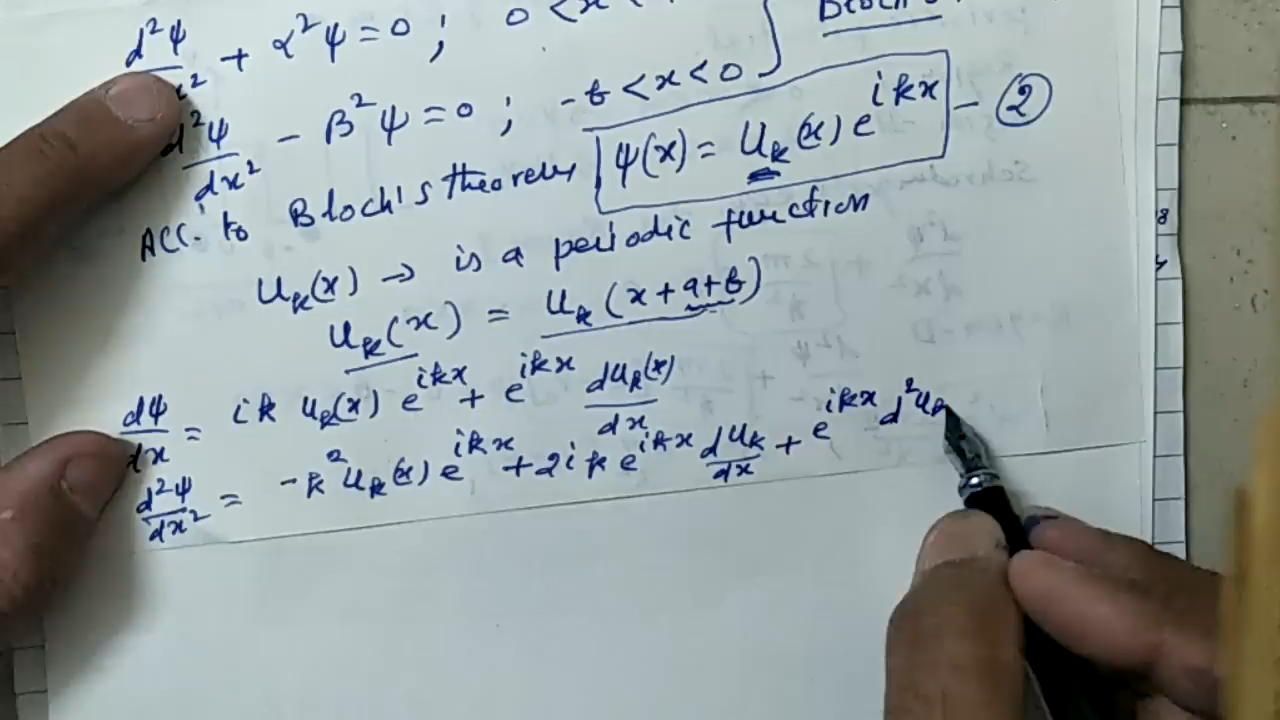 d²ψ/dx² + α²ψ = 0 ; 0 < x <
d²ψ/dx² - β²ψ = 0 ; -b < x < 0
Acc. to Bloch's theorem ψ(x) = U_k(x) e^{ikx} - ②
U_k(x) → is a periodic function
U_k(x) = U_k(x+a+b)
dψ/dx = ik U_k(x) e^{ikx} + e^{ikx} dU_k(x)/dx
d²ψ/dx² = -k² U_k(x) e^{ikx} + 2ik e^{ikx} dU_k/dx + e^{ikx} d²U_k